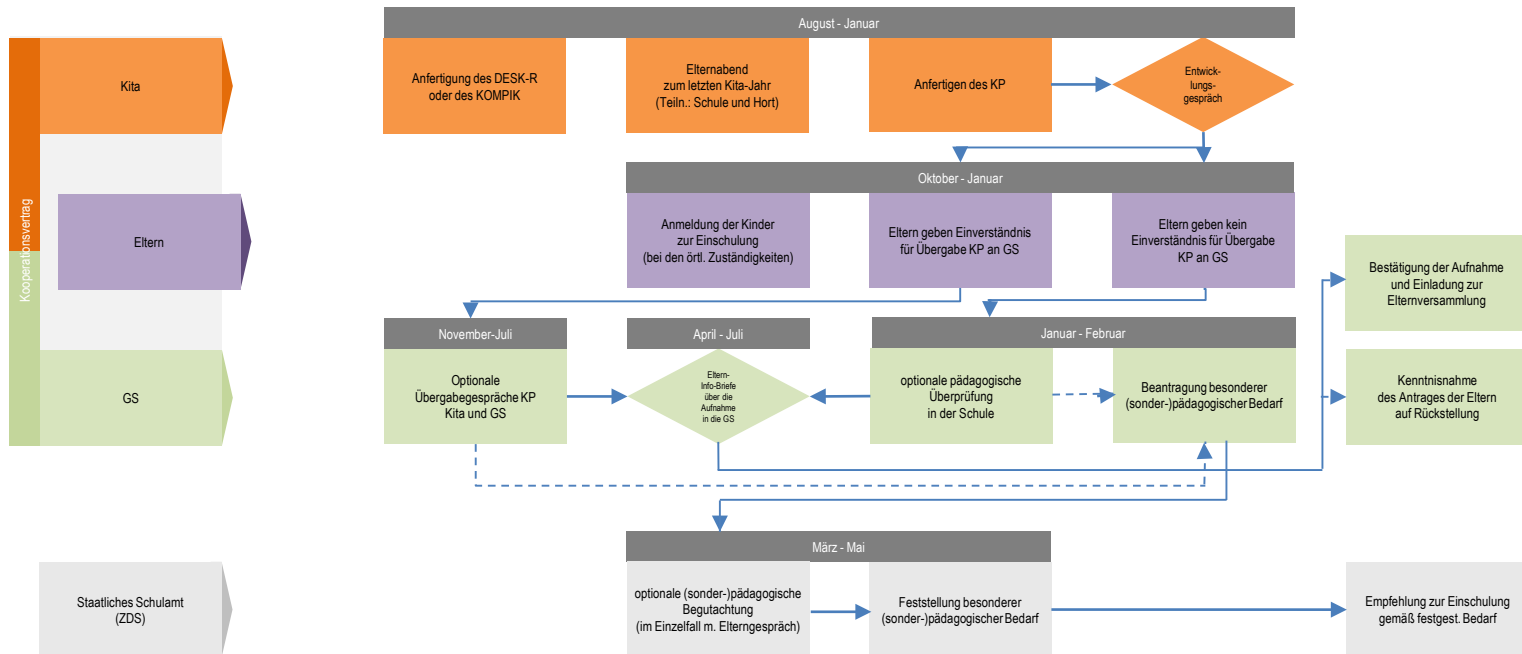 August - Januar
Kita
Anfertigung des DESK-R
oder des KOMPIK
Elternabend
zum letzten Kita-Jahr
(Teiln.: Schule und Hort)
Anfertigen des KP
Entwick-
lungs-
gespräch
Kooperationsvertrag
Oktober - Januar
Eltern
Anmeldung der Kinder
zur Einschulung
(bei den örtl. Zuständigkeiten)
Eltern geben Einverständnis
für Übergabe KP an GS
Eltern geben kein
Einverständnis für Übergabe
KP an GS
Bestätigung der Aufnahme
und Einladung zur
Elternversammlung
November-Juli
April - Juli
Januar - Februar
GS
Optionale
Übergabegespräche KP
Kita und GS
Eltern-
Info-Briefe
über die
Aufnahme
in die GS
optionale pädagogische
Überprüfung
in der Schule
Beantragung besonderer
(sonder-)pädagogischer Bedarf
Kenntnisnahme
des Antrages der Eltern
auf Rückstellung
März - Mai
Staatliches Schulamt
(ZDS)
optionale (sonder-)pädagogische
Begutachtung
(im Einzelfall m. Elterngespräch)
Feststellung besonderer
(sonder-)pädagogischer Bedarf
Empfehlung zur Einschulung
gemäß festgest. Bedarf